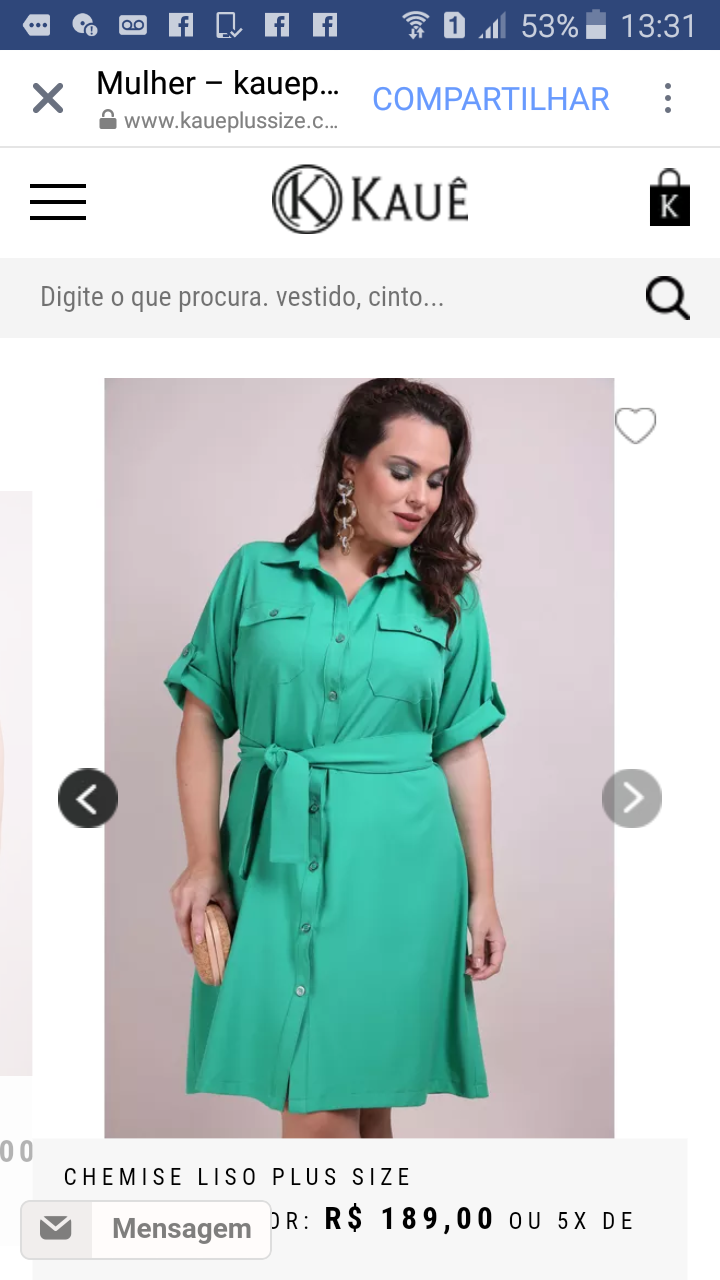 1 53% 13:31
Mulher – kauep...
COMPARTILHAR
www.kaueplussize.c...
K KAUÊ
K
Digite o que procura. vestido, cinto...
00
CHEMISE LISO PLUS SIZE
OR: R$ 189,00 OU 5X DE
Mensagem